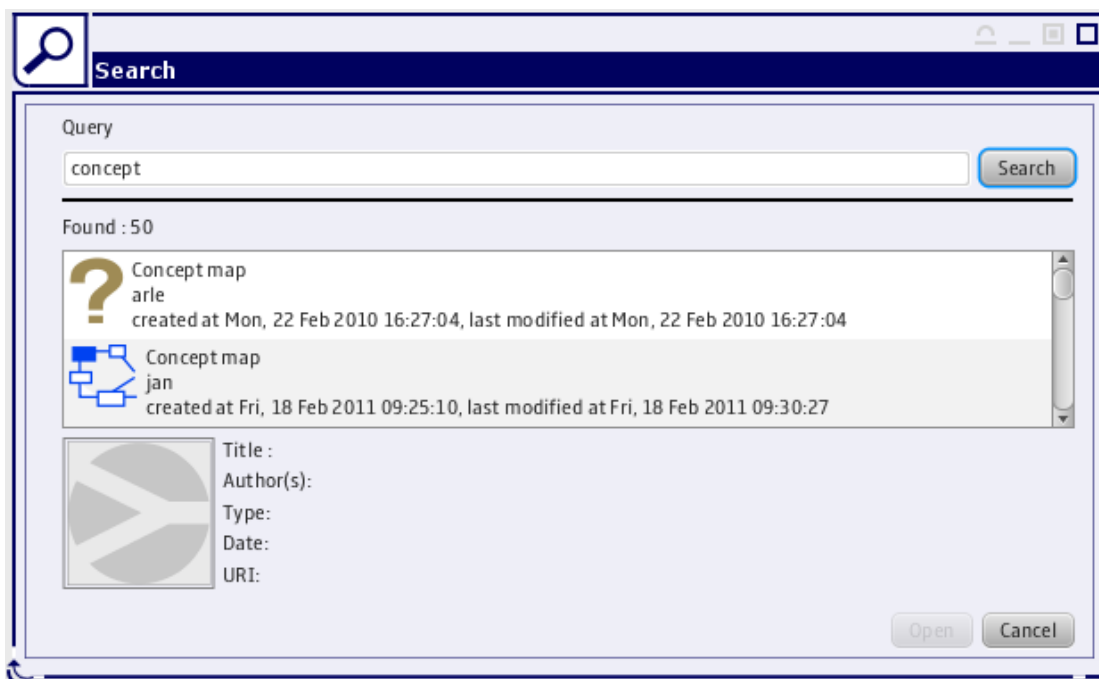 Search
Query
concept
Search
Found : 50
Concept map
arle
created at Mon, 22 Feb 2010 16:27:04, last modified at Mon, 22 Feb 2010 16:27:04
Concept map
jan
created at Fri, 18 Feb 2011 09:25:10, last modified at Fri, 18 Feb 2011 09:30:27
Title :
Author(s):
Type:
Date:
URI:
Open Cancel